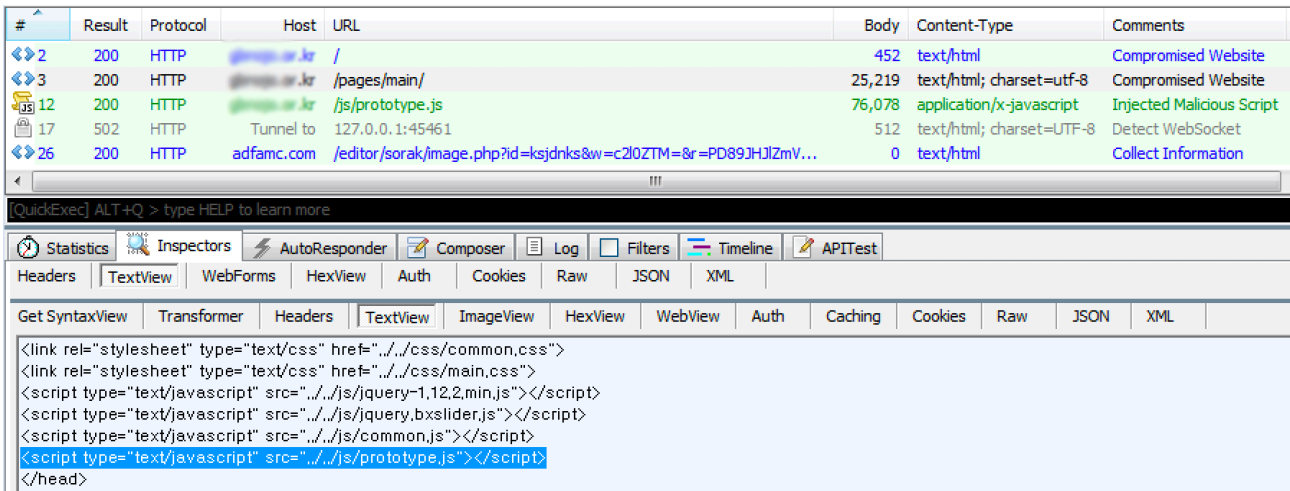 # Result Protocol Host URL Body Content-Type Comments
2 200 HTTP / 452 text/html Compromised Website
3 200 HTTP /pages/main/ 25,219 text/html; charset=utf-8 Compromised Website
JS 12 200 HTTP /js/prototype.js 76,078 application/x-javascript Injected Malicious Script
17 502 HTTP Tunnel to 127.0.0.1:45461 512 text/html; charset=UTF-8 Detect WebSocket
26 200 HTTP adfamc.com /editor/sorak/image.php?id=ksjdnks&w=c2l0ZTM=&r=PD89JHJlZmV... 0 text/html Collect Information
[QuickExec] ALT+Q > type HELP to learn more
Statistics Inspectors AutoResponder Composer Log Filters Timeline APITest
Headers TextView WebForms HexView Auth Cookies Raw JSON XML
Get SyntaxView Transformer Headers TextView ImageView HexView WebView Auth Caching Cookies Raw JSON XML
<link rel="stylesheet" type="text/css" href="../../css/common.css">
<link rel="stylesheet" type="text/css" href="../../css/main.css">
<script type="text/javascript" src="../../js/jquery-1.12.2.min.js"></script>
<script type="text/javascript" src="../../js/jquery.bxslider.js"></script>
<script type="text/javascript" src="../../js/common.js"></script>
<script type="text/javascript" src="../../js/prototype.js"></script>
</head>